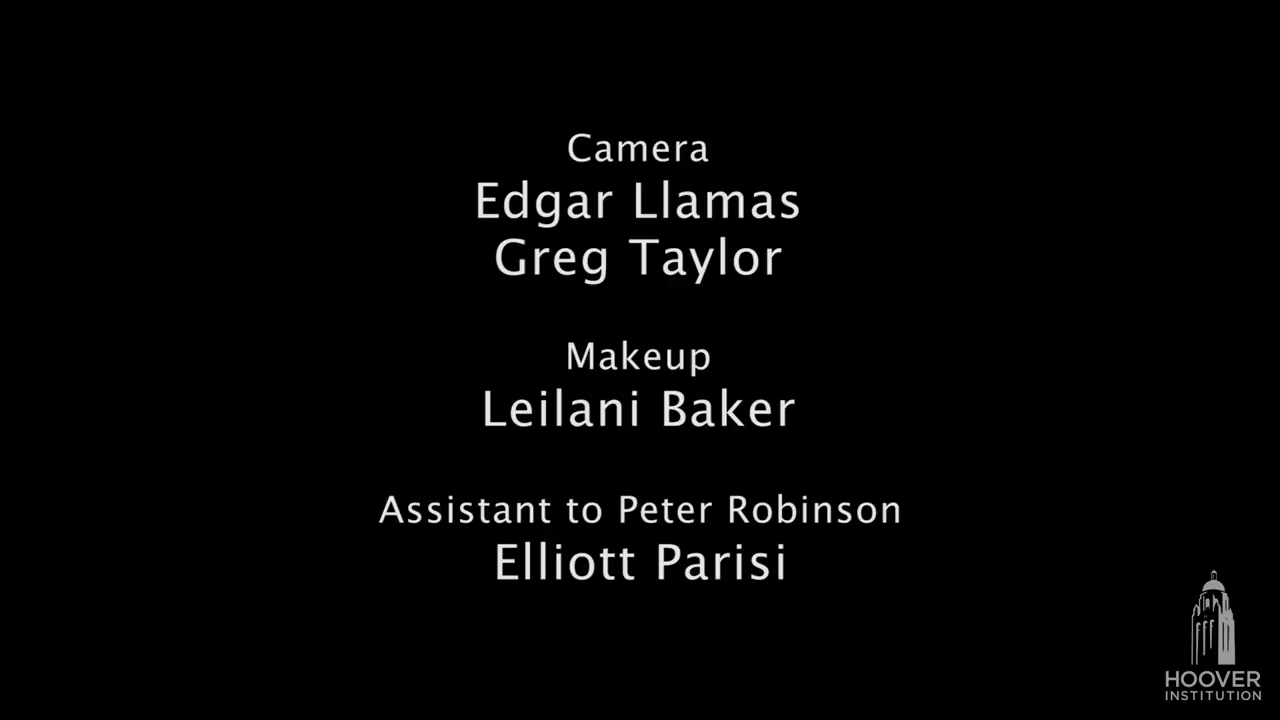 Camera
Edgar Llamas
Greg Taylor
Makeup
Leilani Baker
Assistant to Peter Robinson
Elliott Parisi
HOOVER
INSTITUTION